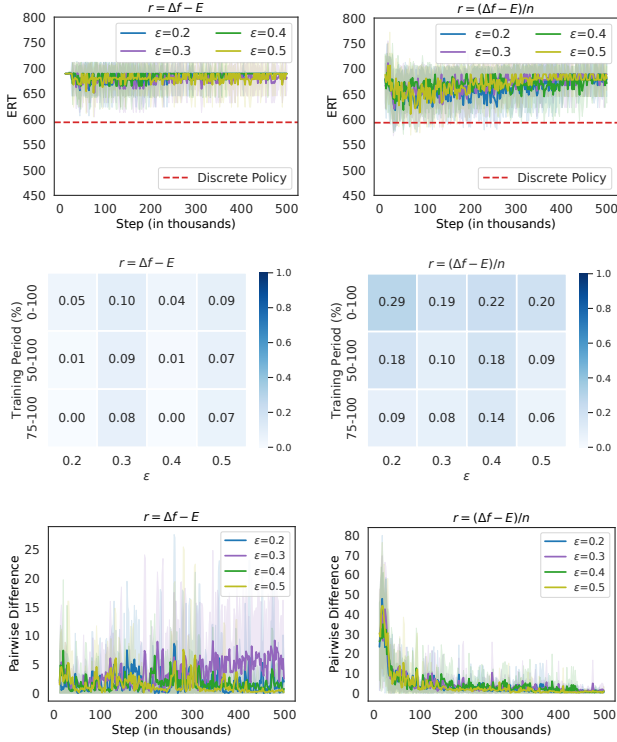 r = Δf − E
800
750
700
650
600
550
500
450
ERT
ε=0.2
ε=0.3
ε=0.4
ε=0.5
Discrete Policy
0 100 200 300 400 500
Step (in thousands)
r = (Δf − E)/n
800
750
700
650
600
550
500
450
ERT
ε=0.2
ε=0.3
ε=0.4
ε=0.5
Discrete Policy
0 100 200 300 400 500
Step (in thousands)
r = Δf − E
Training Period (%)
0-100
50-100
75-100
0.05 0.10 0.04 0.09
0.01 0.09 0.01 0.07
0.00 0.08 0.00 0.07
0.2 0.3 0.4 0.5
ε
1.0
0.8
0.6
0.4
0.2
0.0
r = (Δf − E)/n
Training Period (%)
0-100
50-100
75-100
0.29 0.19 0.22 0.20
0.18 0.10 0.18 0.09
0.09 0.08 0.14 0.06
0.2 0.3 0.4 0.5
ε
1.0
0.8
0.6
0.4
0.2
0.0
r = Δf − E
Pairwise Difference
25
20
15
10
5
0
ε=0.2
ε=0.3
ε=0.4
ε=0.5
0 100 200 300 400 500
Step (in thousands)
r = (Δf − E)/n
Pairwise Difference
80
70
60
50
40
30
20
10
0
ε=0.2
ε=0.3
ε=0.4
ε=0.5
0 100 200 300 400 500
Step (in thousands)